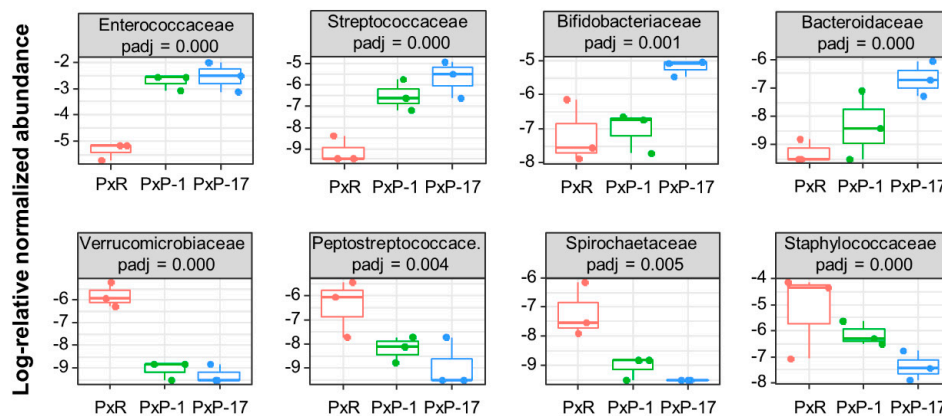 Log-relative normalized abundance
Enterococcaceae
padj = 0.000
-2
-3
-5
PxR PxP-1 PxP-17
Streptococcaceae
padj = 0.000
-5
-6
-7
-8
-9
PxR PxP-1 PxP-17
Bifidobacteriaceae
padj = 0.001
-5
-6
-7
-8
PxR PxP-1 PxP-17
Bacteroidaceae
padj = 0.000
-6
-7
-8
-9
PxR PxP-1 PxP-17
Verrucomicrobiaceae
padj = 0.000
-6
-8
-9
PxR PxP-1 PxP-17
Peptostreptococcace.
padj = 0.004
-6
-7
-8
-9
PxR PxP-1 PxP-17
Spirochaetaceae
padj = 0.005
-6
-7
-8
-9
PxR PxP-1 PxP-17
Staphylococcaceae
padj = 0.000
-4
-5
-6
-7
-8
PxR PxP-1 PxP-17